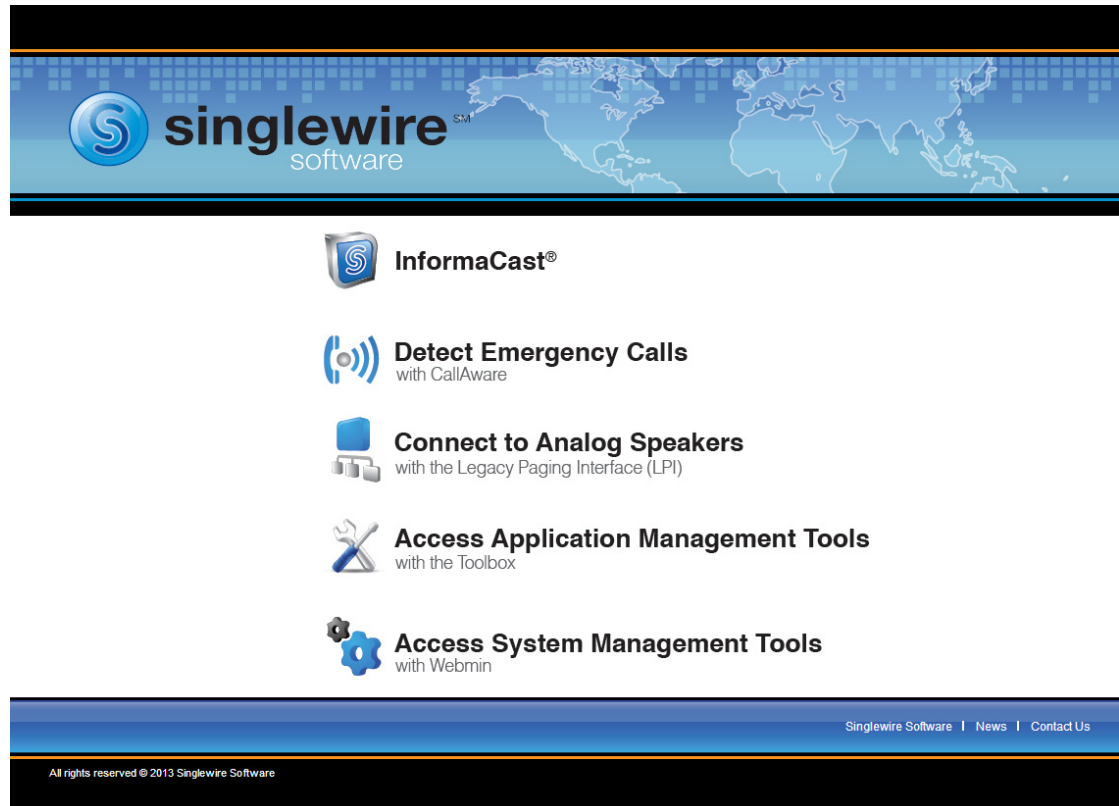 singlewire SM
software
InformaCast®
Detect Emergency Calls
with CallAware
Connect to Analog Speakers
with the Legacy Paging Interface (LPI)
Access Application Management Tools
with the Toolbox
Access System Management Tools
with Webmin
Singlewire Software | News | Contact Us
All rights reserved © 2013 Singlewire Software